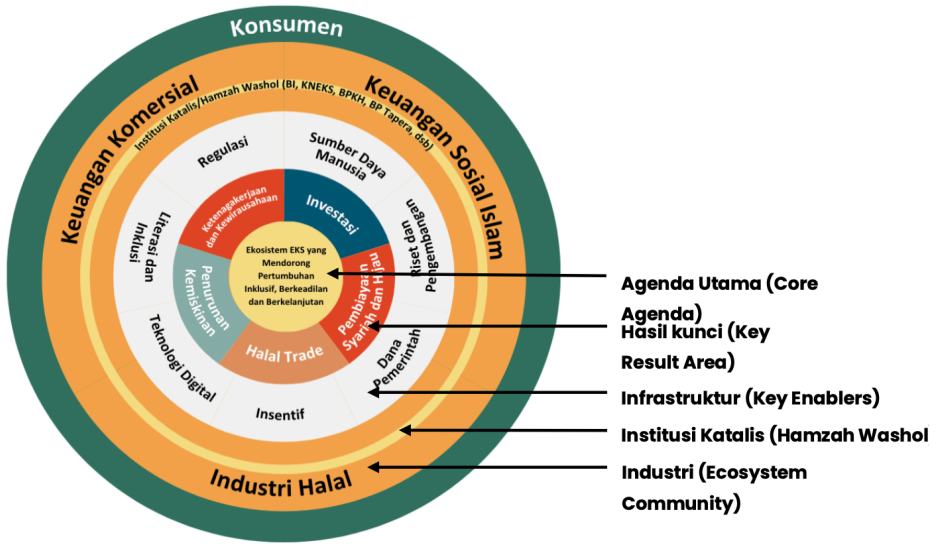 Konsumen
Keuangan Komersial
Keuangan Sosial Islam
Institusi Katalis/Hamzah Washol (BI, KNEKS, BPKH, BP Tapera, dsb)
Regulasi
Sumber Daya
Manusia
Riset dan
Pengembangan
Dana
Pemerintah
Insentif
Teknologi Digital
Literasi dan
Inklusi
Ketenagakerjaan
dan Kewirausahaan
Investasi
Pembiayaan
Syariah dan Hijau
Halal Trade
Penurunan
Kemiskinan
Ekosistem EKS yang
Mendorong
Pertumbuhan
Inklusif, Berkeadilan
dan Berkelanjutan
Industri Halal
Agenda Utama (Core
Agenda)
Hasil kunci (Key
Result Area)
Infrastruktur (Key Enablers)
Institusi Katalis (Hamzah Washol
Industri (Ecosystem
Community)